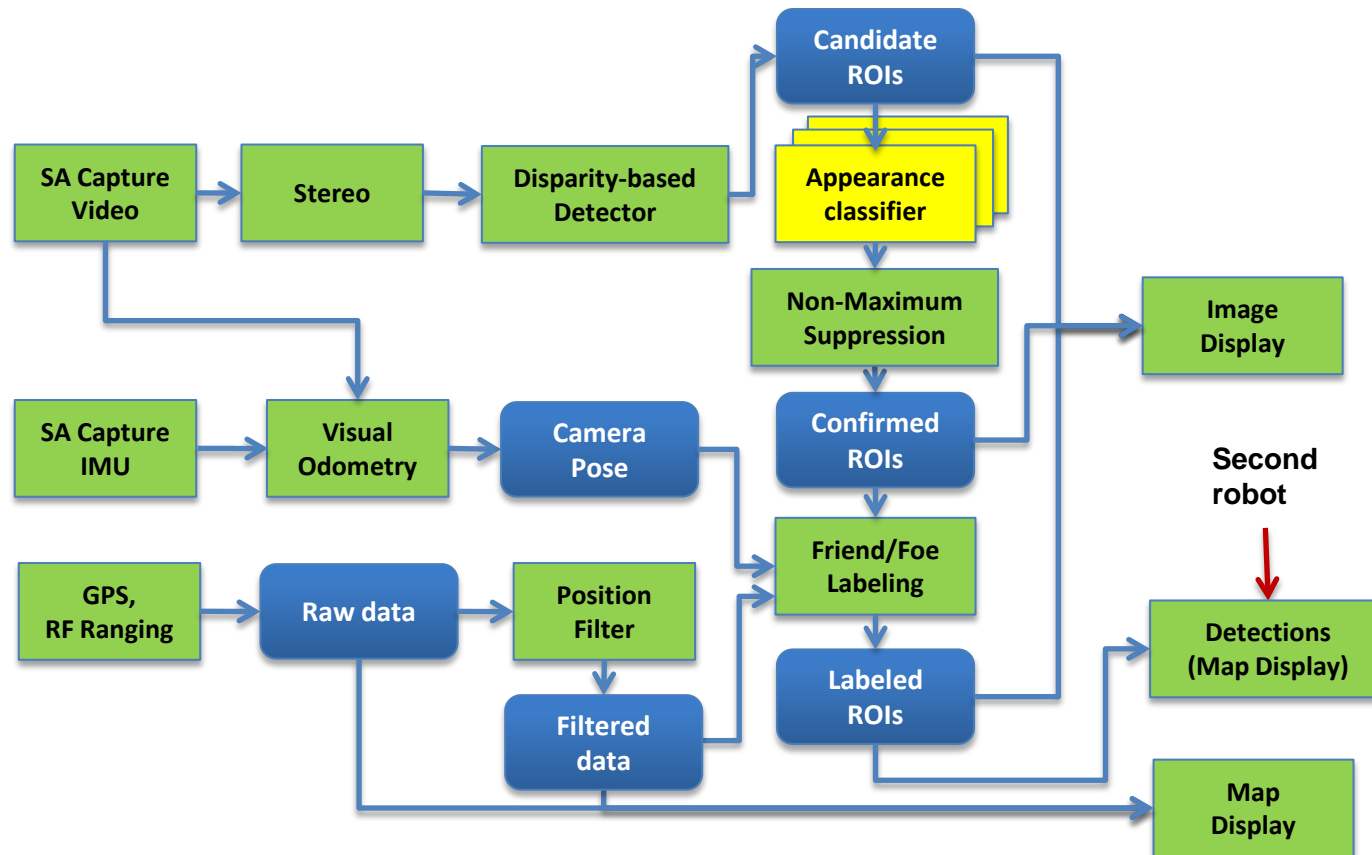 Candidate
ROIs
SA Capture
Video
Stereo
Disparity-based
Detector
Appearance
classifier
Non-Maximum
Suppression
Image
Display
SA Capture
IMU
Visual
Odometry
Camera
Pose
Confirmed
ROIs
Second
robot
GPS,
RF Ranging
Raw data
Position
Filter
Friend/Foe
Labeling
Detections
(Map Display)
Filtered
data
Labeled
ROIs
Map
Display